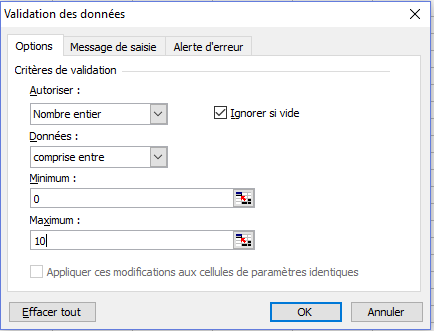 Validation des données
Options
Message de saisie
Alerte d'erreur
Critères de validation
Autoriser :
Nombre entier
Ignorer si vide
Données :
comprise entre
Minimum :
0
Maximum :
10
Appliquer ces modifications aux cellules de paramètres identiques
Effacer tout
OK
Annuler